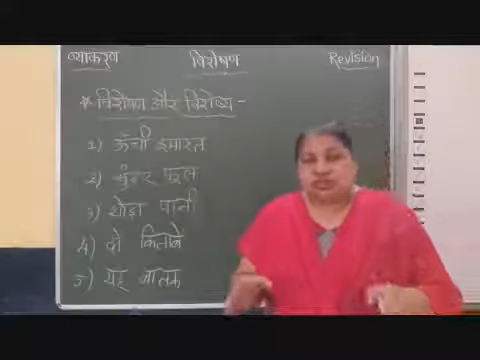 व्याकरण विशेषण Revision
* विशेषण और विशेष्य -
1) ऊँची इमारत
2) सुंदर फूल
3) थोड़ा पानी
4) दो किताबें
5) यह बालक